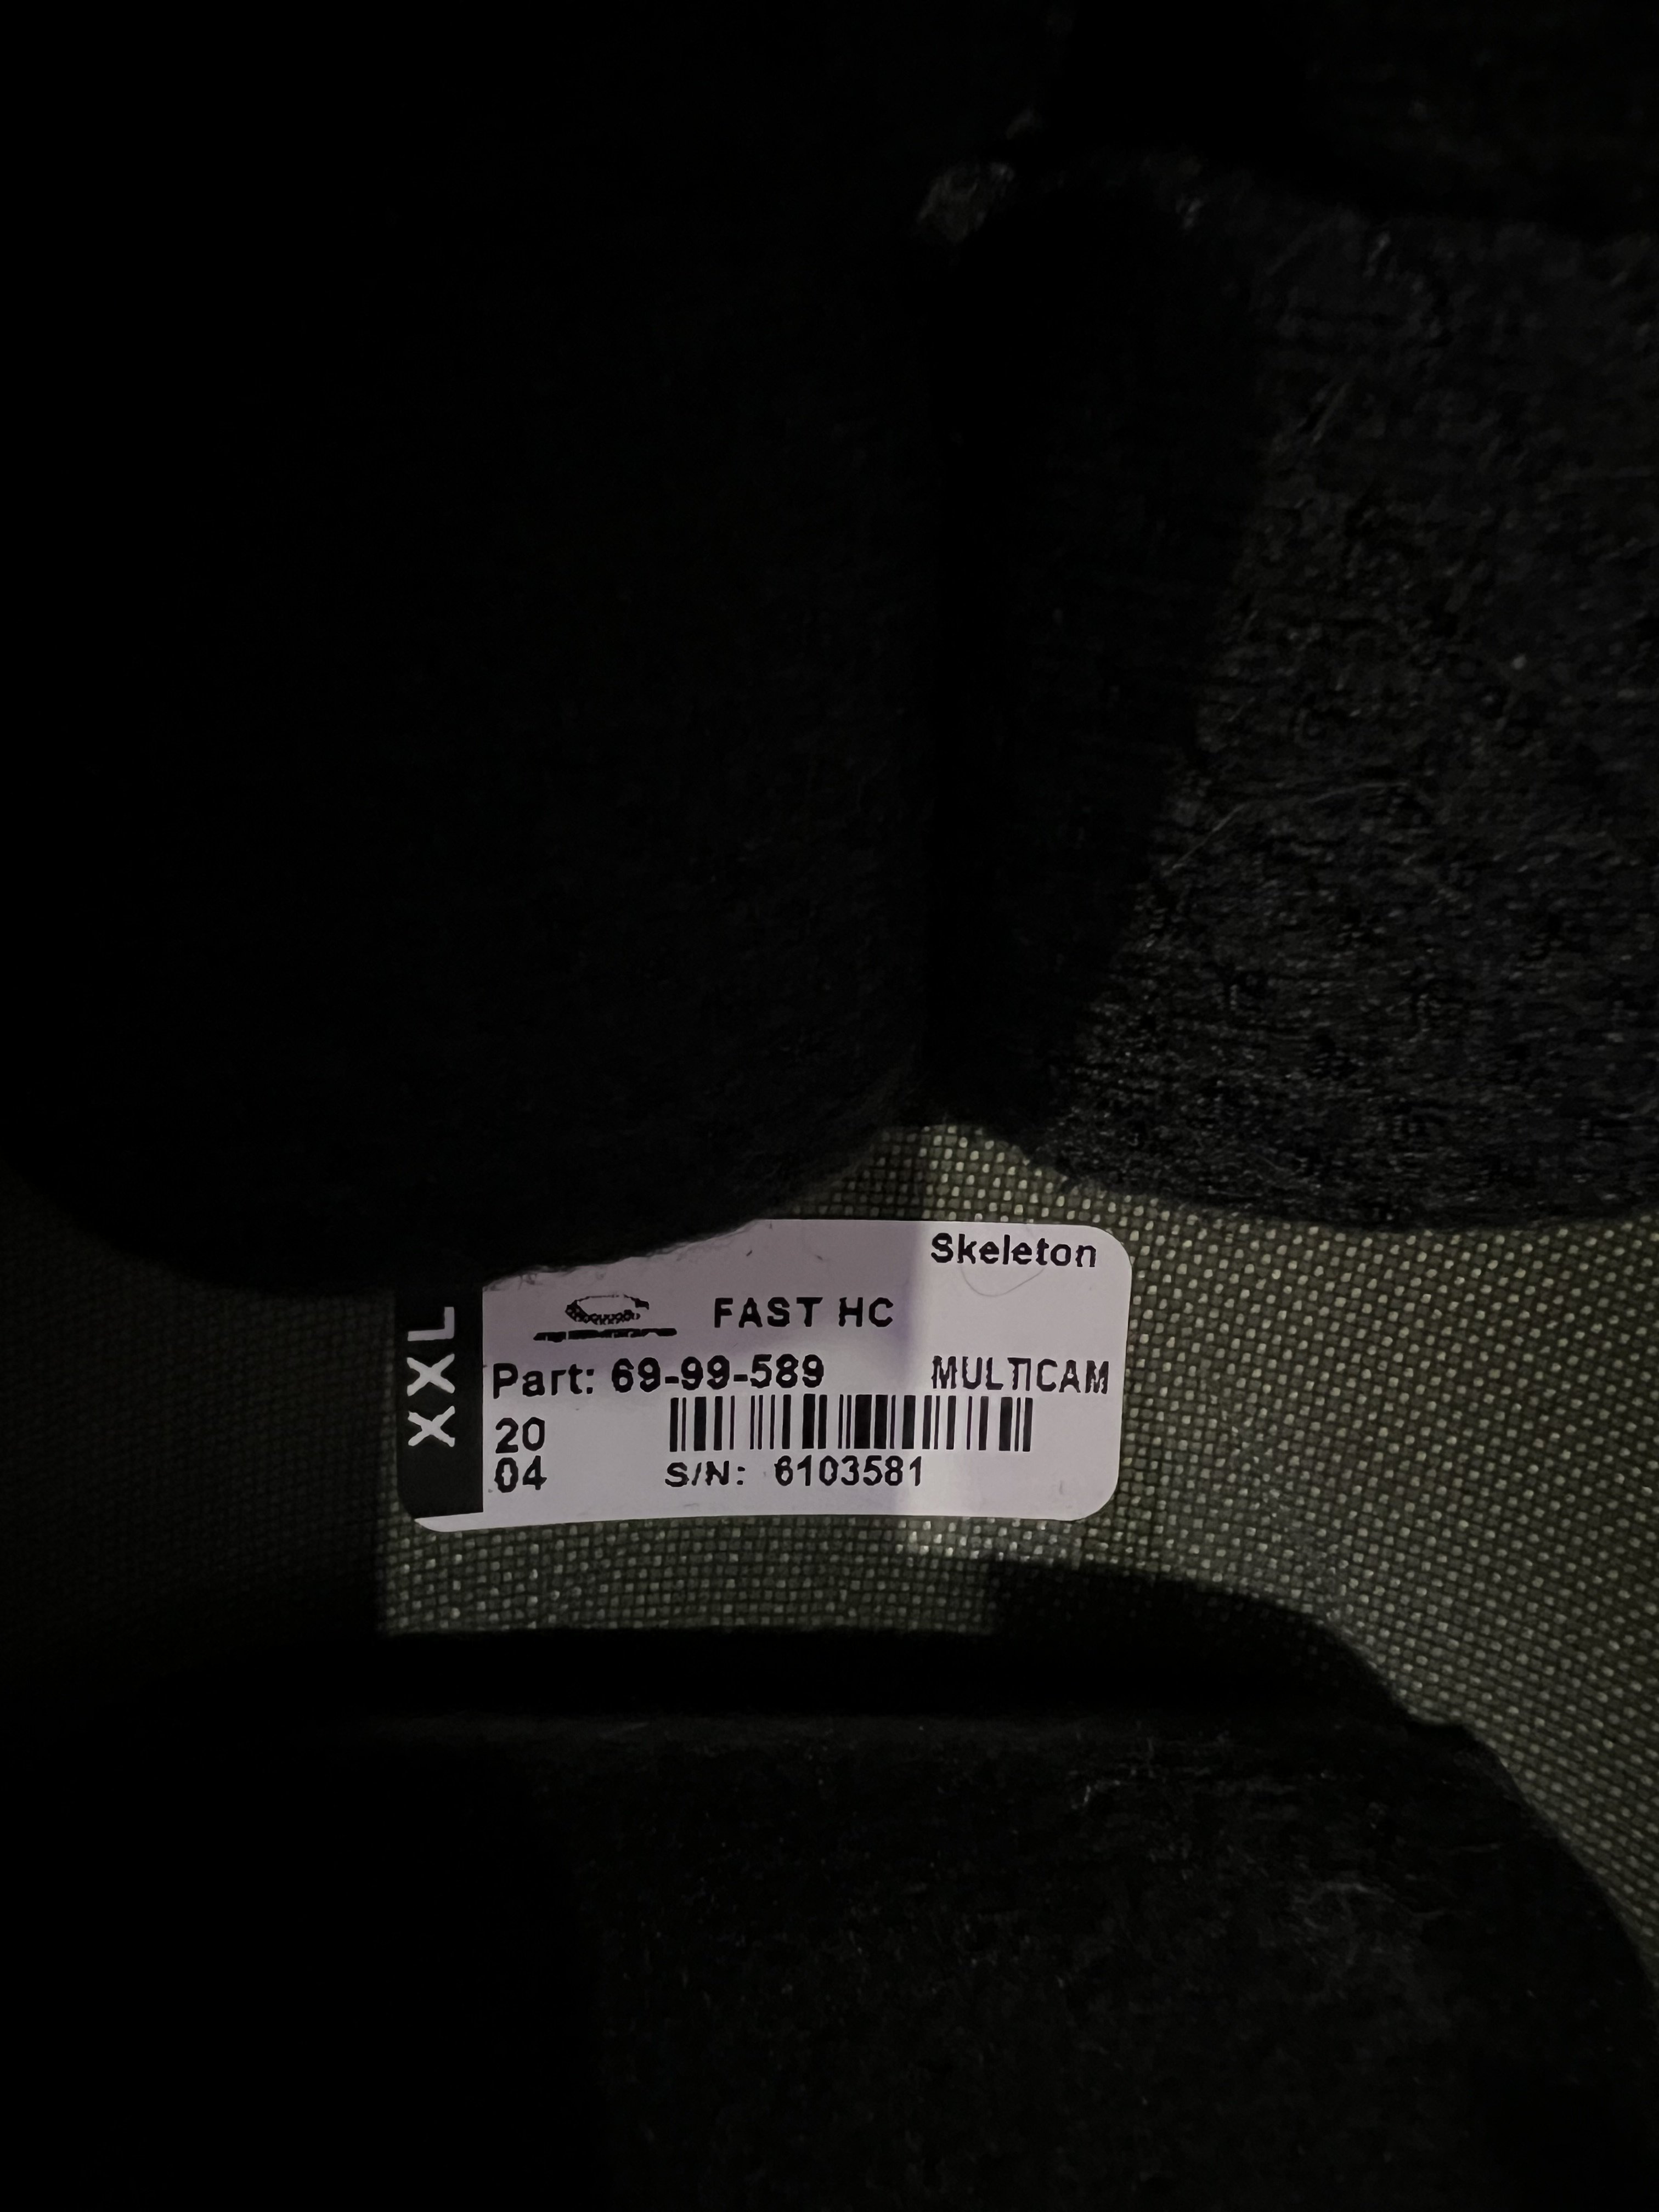 Skeleton
FAST HC
XXL
Part: 69-99-589 MULTICAM
20
04
S/N: 6103581